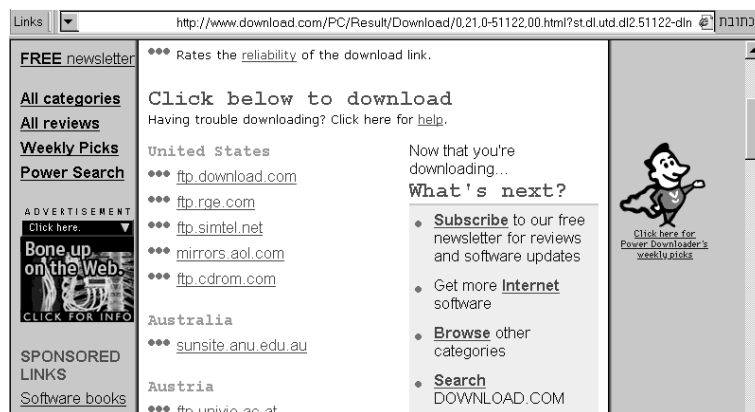 Links
http://www.download.com/PC/Result/Download/0,21,0-51122,00.html?st.dl.utd.dl2.51122-dln
כתובת
FREE newsletter
All categories
All reviews
Weekly Picks
Power Search
ADVERTISEMENT
Click here.
Bone up
on the Web.
CLICK FOR INFO
SPONSORED
LINKS
Software books
Rates the reliability of the download link.
Click below to download
Having trouble downloading? Click here for help.
United States
ftp.download.com
ftp.rge.com
ftp.simtel.net
mirrors.aol.com
ftp.cdrom.com
Australia
sunsite.anu.edu.au
Austria
ftp.univie.ac.at
Now that you're
downloading...
What's next?
Subscribe to our free
newsletter for reviews
and software updates
Get more Internet
software
Browse other
categories
Search
DOWNLOAD.COM
Click here for
Power Downloader's
weekly picks